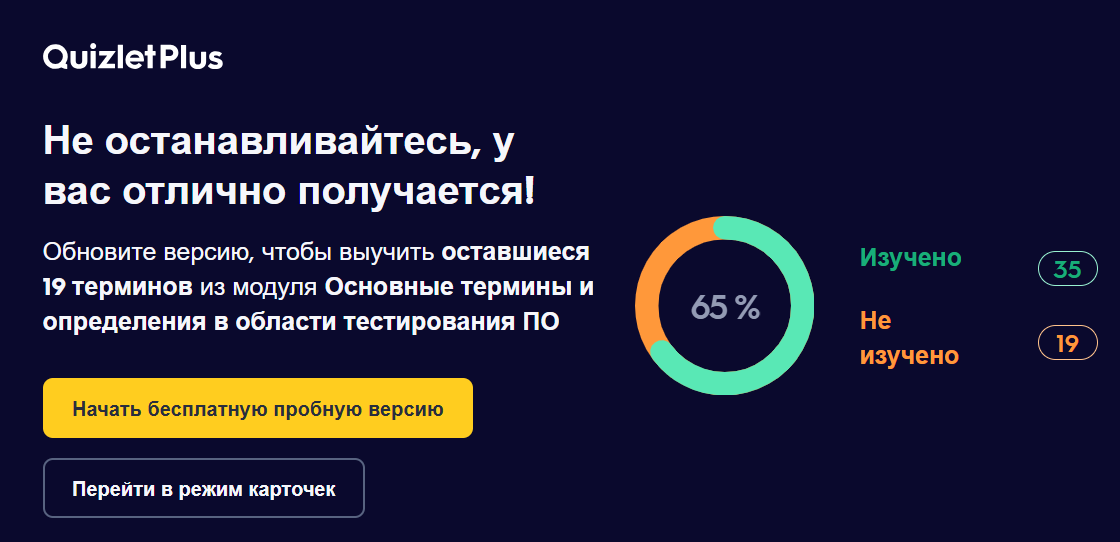 QuizletPlus
Не останавливайтесь, у
вас отлично получается!
Обновите версию, чтобы выучить оставшиеся
19 терминов из модуля Основные термины и
определения в области тестирования ПО
Начать бесплатную пробную версию
Перейти в режим карточек
65 %
Изучено 35
Не
изучено 19